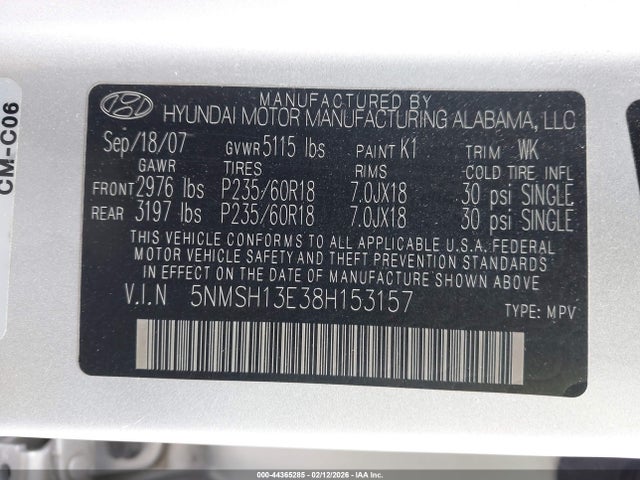 CM-C06
MANUFACTURED BY
HYUNDAI MOTOR MANUFACTURING ALABAMA, LLC
Sep/18/07 GVWR 5115 lbs PAINT K1 TRIM WK
GAWR TIRES RIMS COLD TIRE INFL
FRONT 2976 lbs P235/60R18 7.0JX18 30 psi SINGLE
REAR 3197 lbs P235/60R18 7.0JX18 30 psi SINGLE
THIS VEHICLE CONFORMS TO ALL APPLICABLE U.S.A. FEDERAL
MOTOR VEHICLE SAFETY AND THEFT PREVENTION STANDARDS
IN EFFECT ON THE DATE OF MANUFACTURE SHOWN ABOVE.
V.I.N 5NMSH13E38H153157 TYPE: MPV
000-44365285 - 02/12/2026 - IAAI.COM